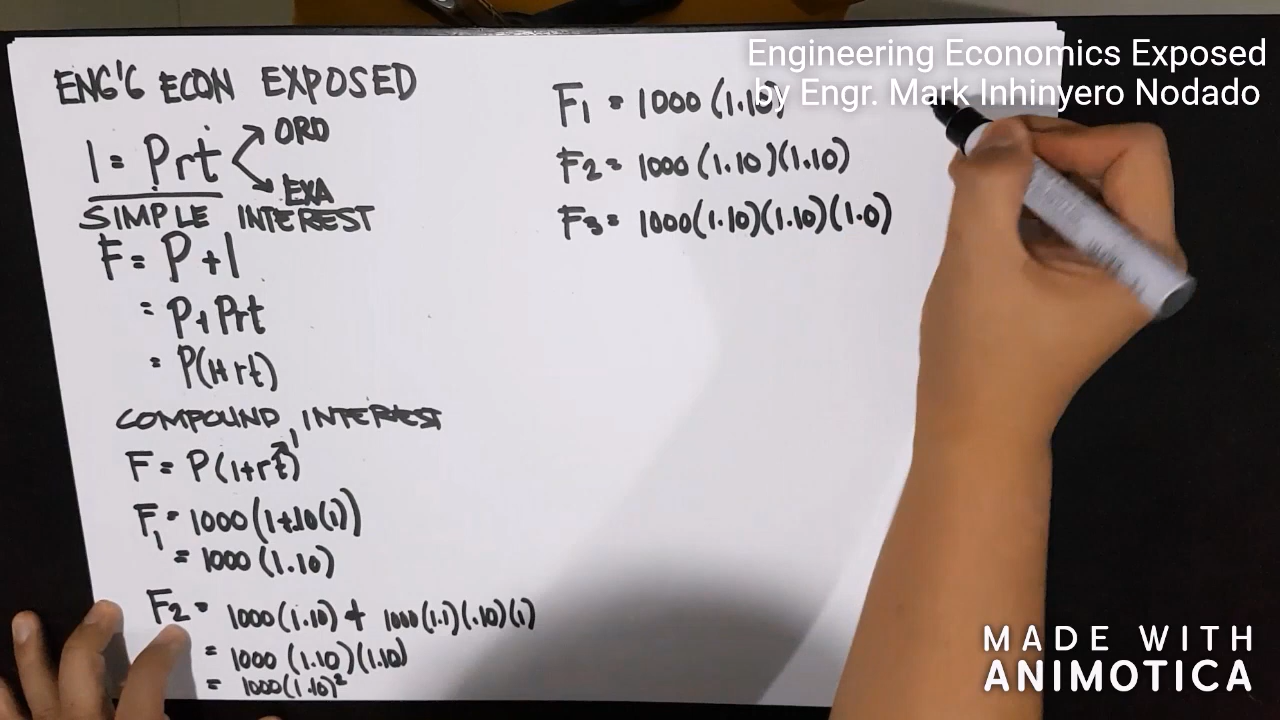 Engineering Economics Exposed
by Engr. Mark Inhinyero Nodado
ENG'G ECON EXPOSED
I = Prt
ORD
EXA
SIMPLE INTEREST
F = P + I
= P + Prt
= P(1+rt)
COMPOUND INTEREST
F = P(1+rt) 1
F1 = 1000(1+.10(1))
= 1000(1.10)
F2 = 1000(1.10) + 1000(1.1)(.10)(1)
= 1000(1.10)(1.10)
= 1000(1.10)²
F1 = 1000(1.10)
F2 = 1000(1.10)(1.10)
F3 = 1000(1.10)(1.10)(1.0)
MADE WITH
ANIMOTICA